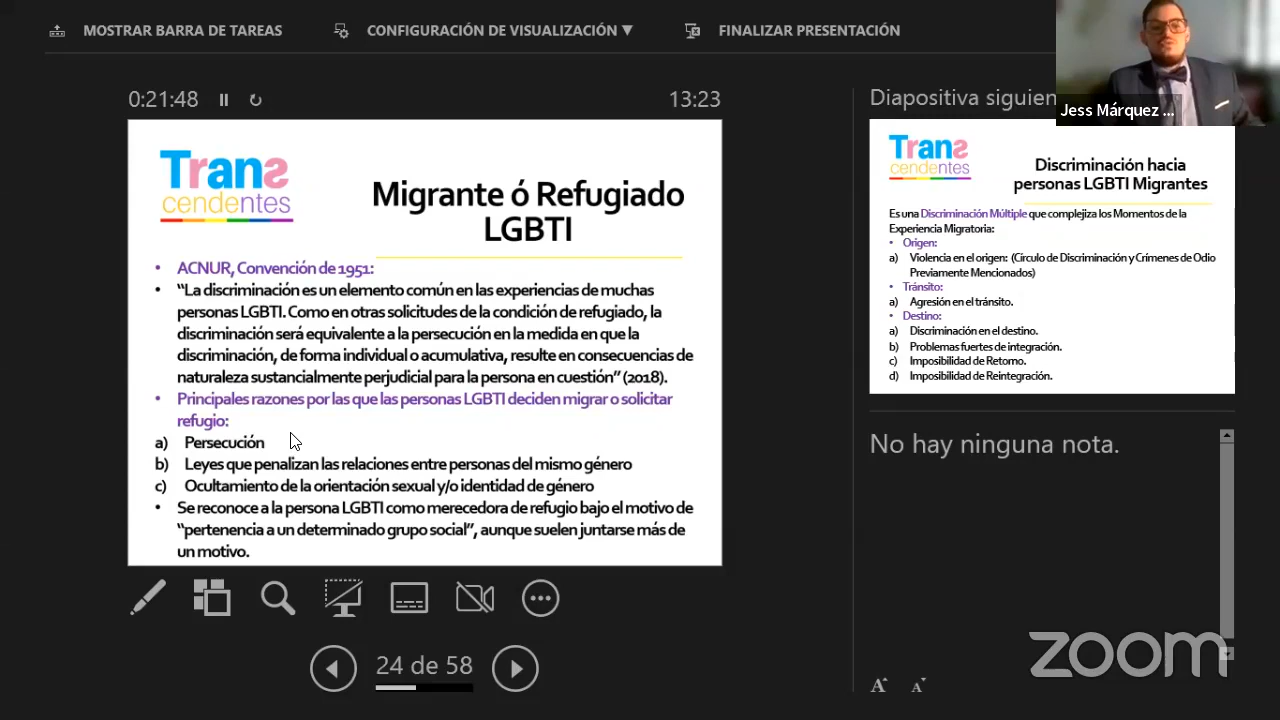 MOSTRAR BARRA DE TAREAS
CONFIGURACIÓN DE VISUALIZACIÓN ▼
FINALIZAR PRESENTACIÓN
0:21:48
13:23
Trans
cendentes
Migrante ó Refugiado
LGBTI
• ACNUR, Convención de 1951:
• “La discriminación es un elemento común en las experiencias de muchas
personas LGBTI. Como en otras solicitudes de la condición de refugiado, la
discriminación será equivalente a la persecución en la medida en que la
discriminación, de forma individual o acumulativa, resulte en consecuencias de
naturaleza sustancialmente perjudicial para la persona en cuestión” (2018).
• Principales razones por las que las personas LGBTI deciden migrar o solicitar
refugio:
a) Persecución
b) Leyes que penalizan las relaciones entre personas del mismo género
c) Ocultamiento de la orientación sexual y/o identidad de género
• Se reconoce a la persona LGBTI como merecedora de refugio bajo el motivo de
“pertenencia a un determinado grupo social”, aunque suelen juntarse más de
un motivo.
24 de 58
Diapositiva siguien
Jess Márquez ...
Trans
cendentes
Discriminación hacia
personas LGBTI Migrantes
Es una Discriminación Múltiple que complejiza los Momentos de la
Experiencia Migratoria:
• Origen:
a) Violencia en el origen: (Círculo de Discriminación y Crímenes de Odio
Previamente Mencionados)
• Tránsito:
a) Agresión en el tránsito.
• Destino:
a) Discriminación en el destino.
b) Problemas fuertes de integración.
c) Imposibilidad de Retorno.
d) Imposibilidad de Reintegración.
No hay ninguna nota.
zoom
A A